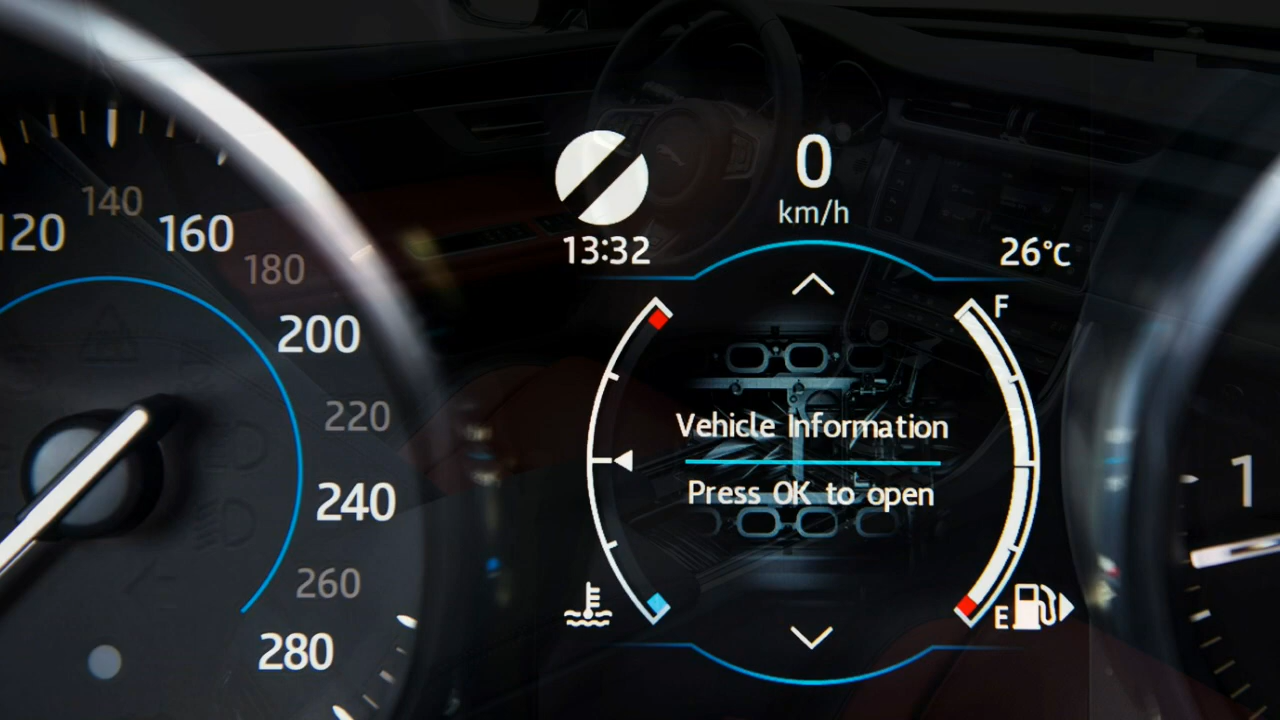 120
140
160
180
200
220
240
260
280
0
km/h
13:32
26°C
F
Vehicle Information
Press OK to open
E
1